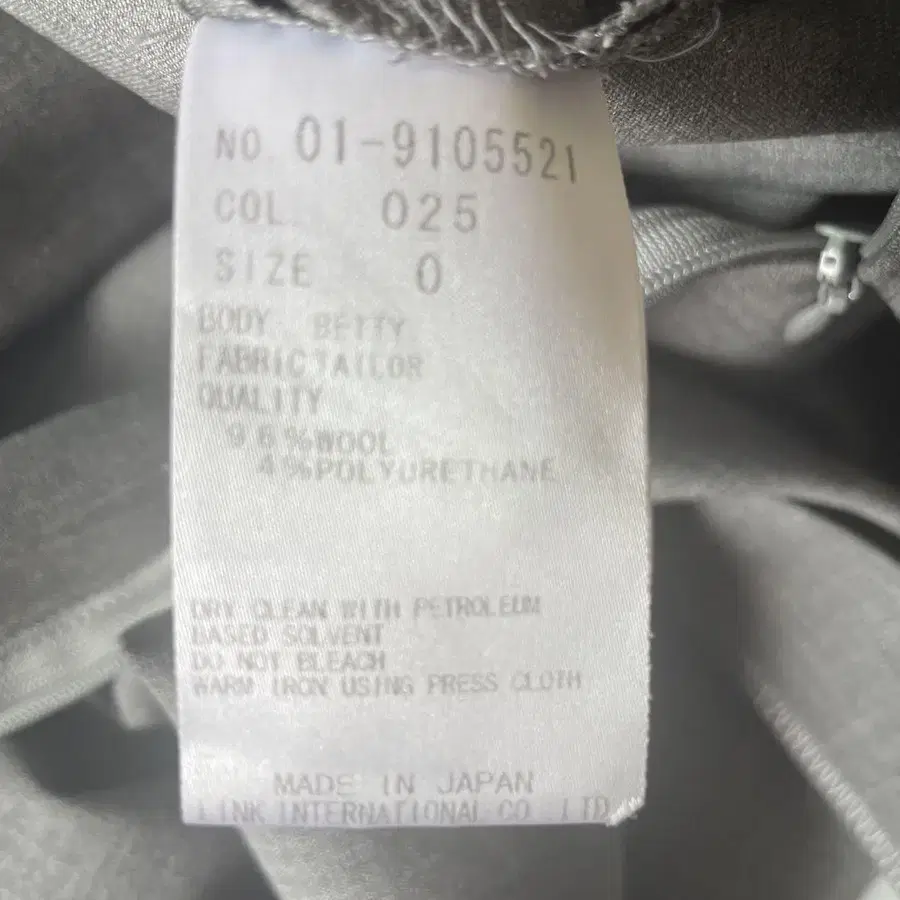 NO 01-9105521
COL 025
SIZE 0
BODY BETTY
FABRIC TAILOR
QUALITY
96%WOOL
4%POLYURETHANE
DRY CLEAN WITH PETROLEUM
BASED SOLVENT
DO NOT BLEACH
WARM IRON USING PRESS CLOTH
MADE IN JAPAN
LINK INTERNATIONAL CO.,LTD.